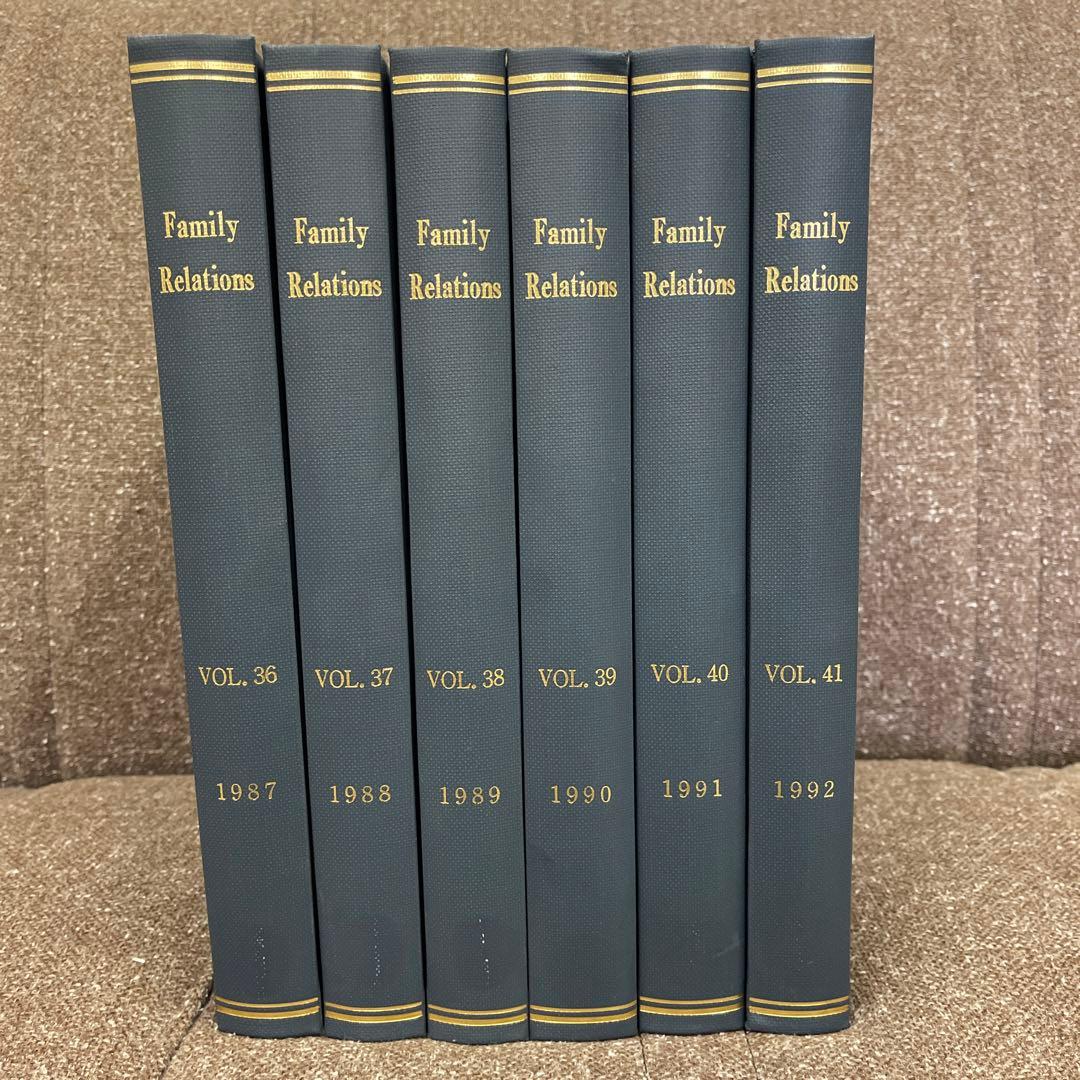 Family
Relations
VOL. 36
1987
Family
Relations
VOL. 37
1988
Family
Relations
VOL. 38
1989
Family
Relations
VOL. 39
1990
Family
Relations
VOL. 40
1991
Family
Relations
VOL. 41
1992